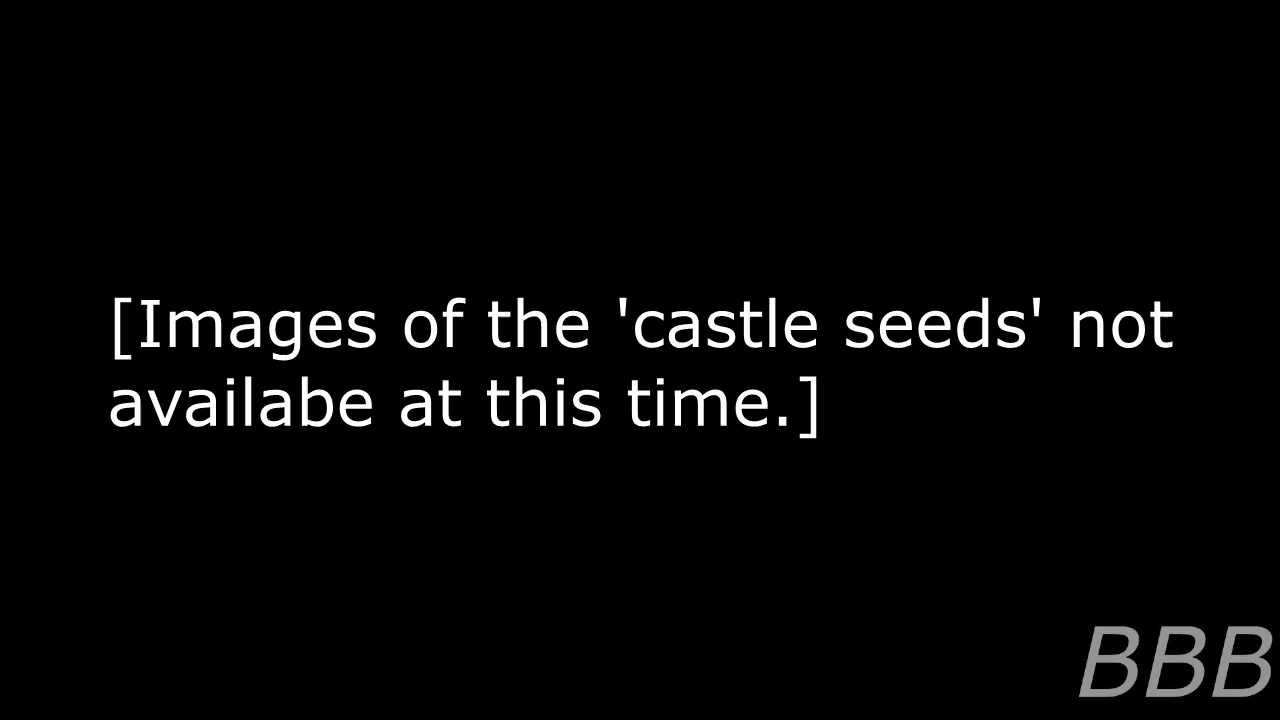 [Images of the 'castle seeds' not
availabe at this time.]
BBB